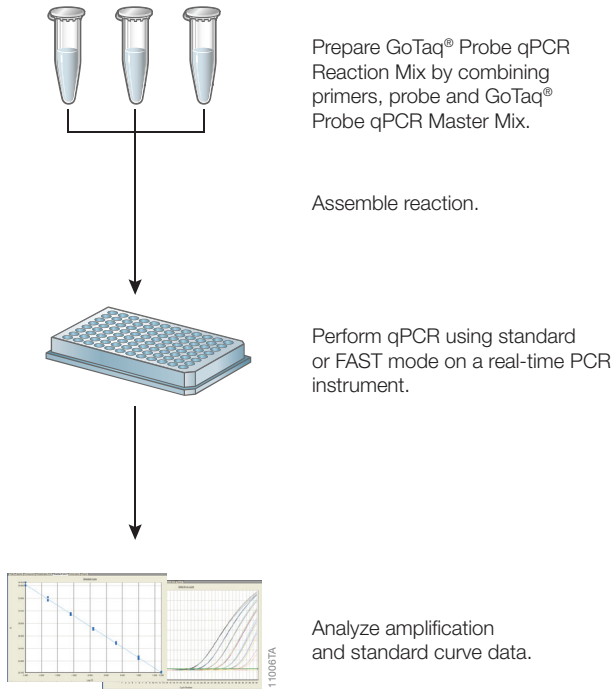 Prepare GoTaq® Probe qPCR
Reaction Mix by combining
primers, probe and GoTaq®
Probe qPCR Master Mix.
Assemble reaction.
Perform qPCR using standard
or FAST mode on a real-time PCR
instrument.
Analyze amplification
and standard curve data.
11006TA